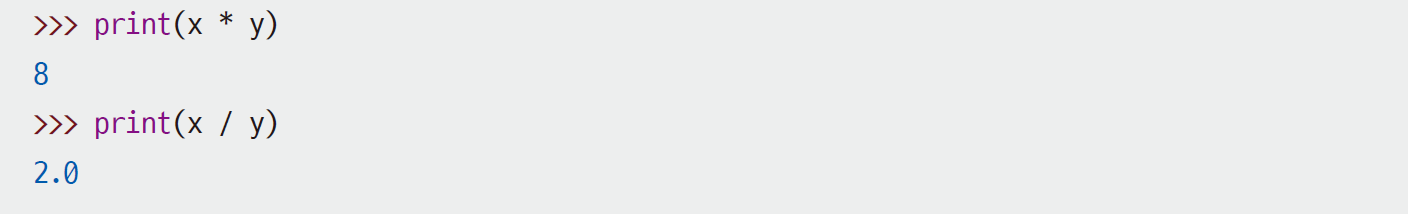 >>> print(x * y)
8
>>> print(x / y)
2.0